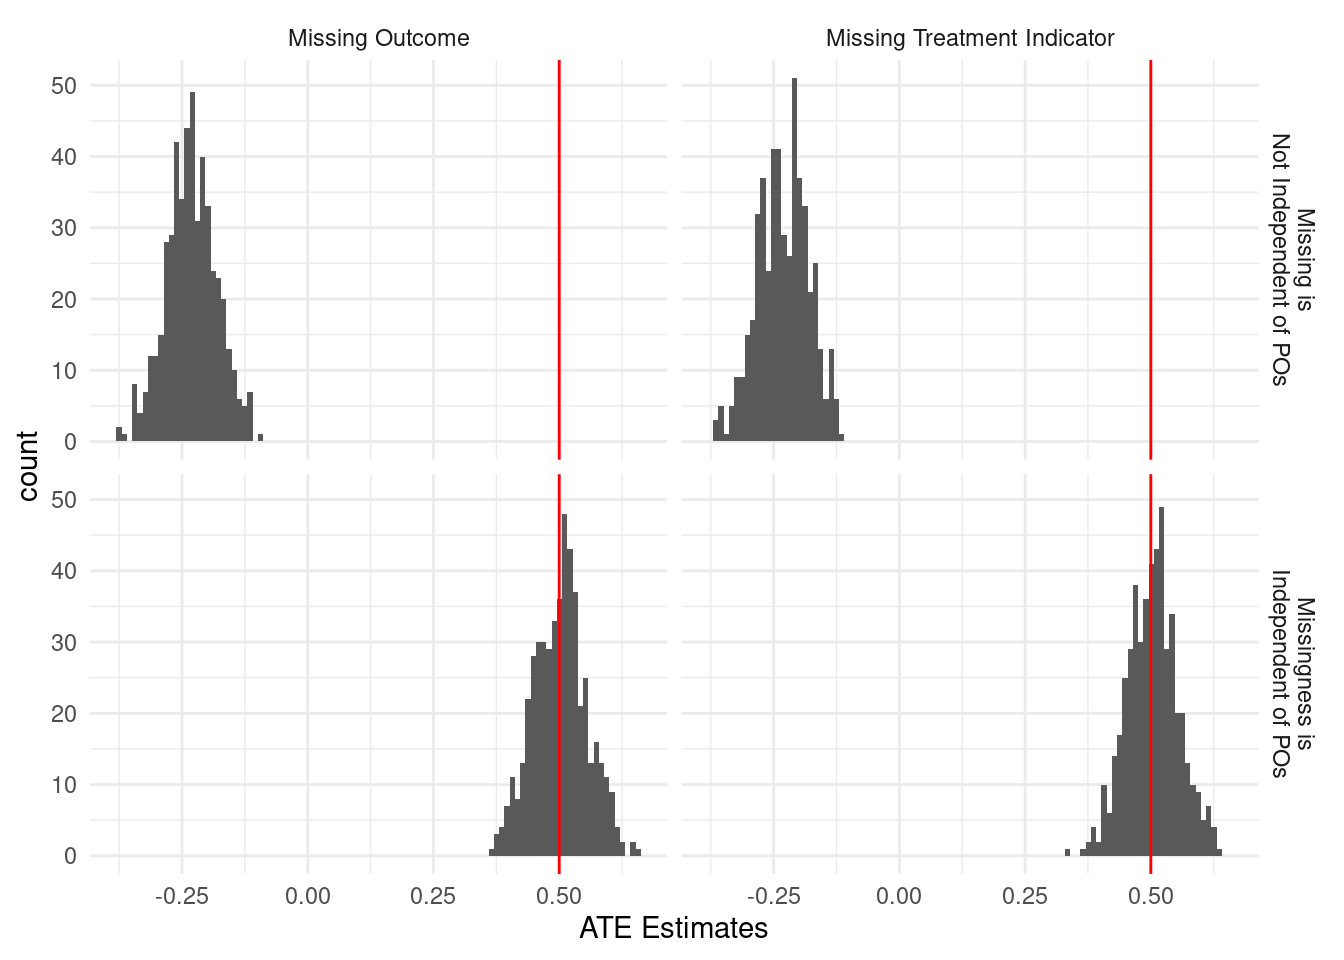 Missing Outcome
Missing Treatment Indicator
50
40
30
20
10
0
Missing is
Not Independent of POs
50
40
30
20
10
0
Missingness is
Independent of POs
count
-0.25
0.00
0.25
0.50
-0.25
0.00
0.25
0.50
ATE Estimates